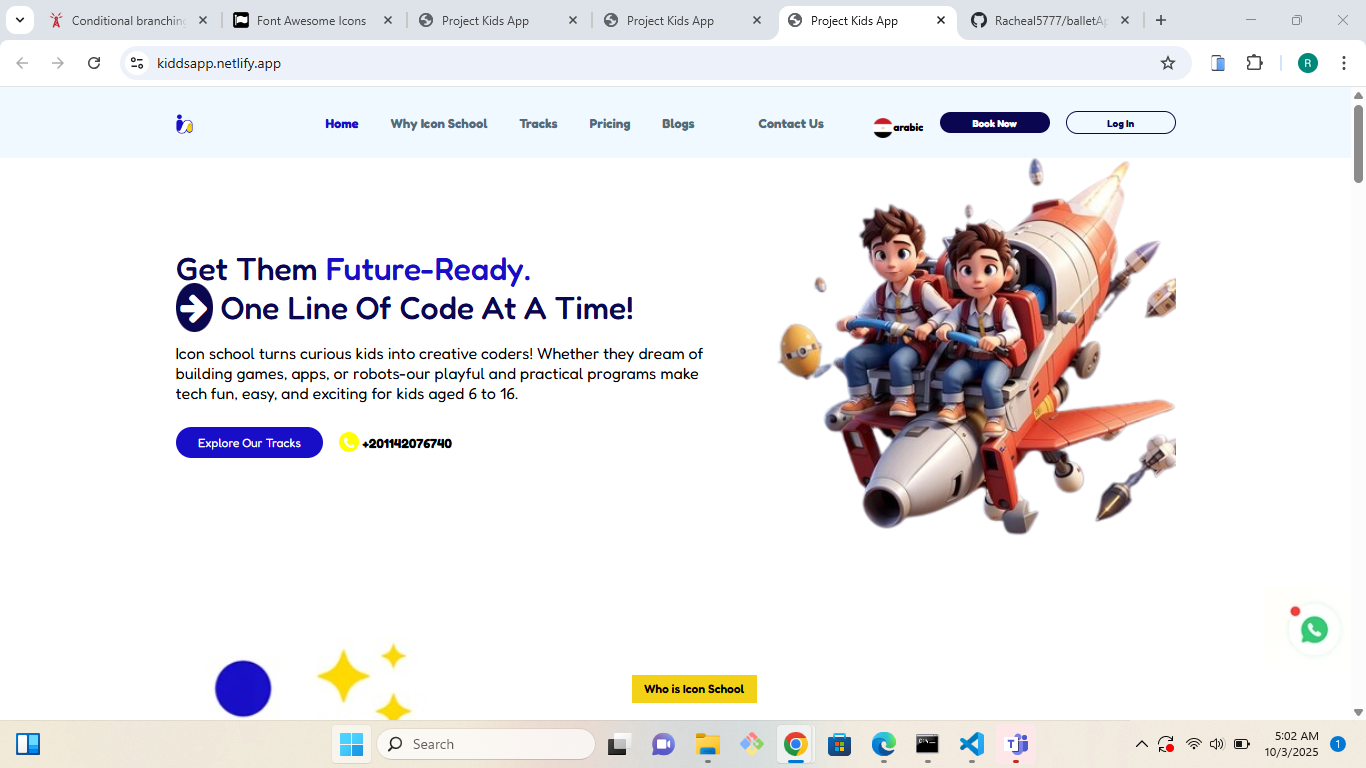 Conditional branching
Font Awesome Icons
Project Kids App
Project Kids App
Project Kids App
Racheal5777/balletAp
kiddsapp.netlify.app
R
Home
Why Icon School
Tracks
Pricing
Blogs
Contact Us
arabic
Book Now
Log In
Get Them Future-Ready.
One Line Of Code At A Time!
Icon school turns curious kids into creative coders! Whether they dream of
building games, apps, or robots-our playful and practical programs make
tech fun, easy, and exciting for kids aged 6 to 16.
Explore Our Tracks
+201142076740
Who is Icon School
Search
5:02 AM
10/3/2025
1